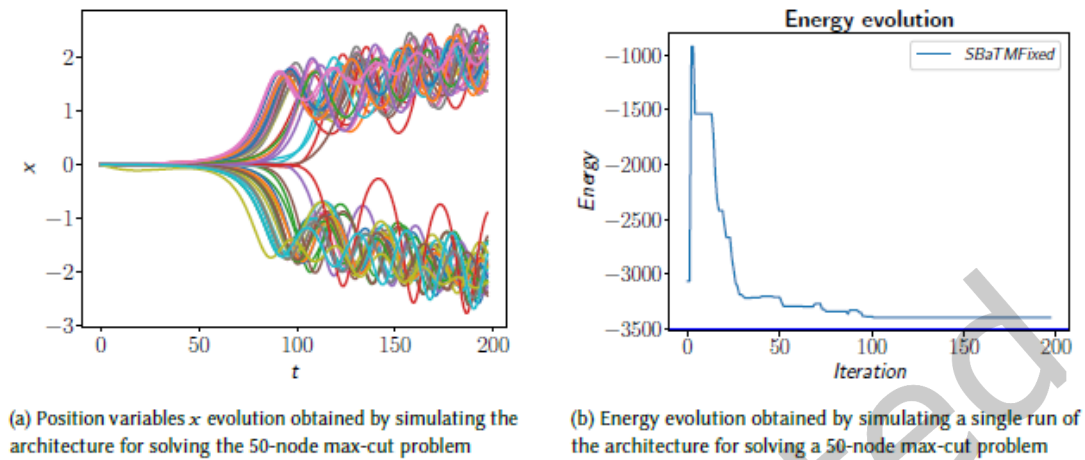 Energy evolution
2
1
0
−1
−2
−3
x
0
50
100
150
200
t
−1000
−1500
−2000
−2500
−3000
−3500
Energy
SBaTMFixed
0
50
100
150
200
Iteration
(a) Position variables x evolution obtained by simulating the
architecture for solving the 50-node max-cut problem
(b) Energy evolution obtained by simulating a single run of
the architecture for solving a 50-node max-cut problem